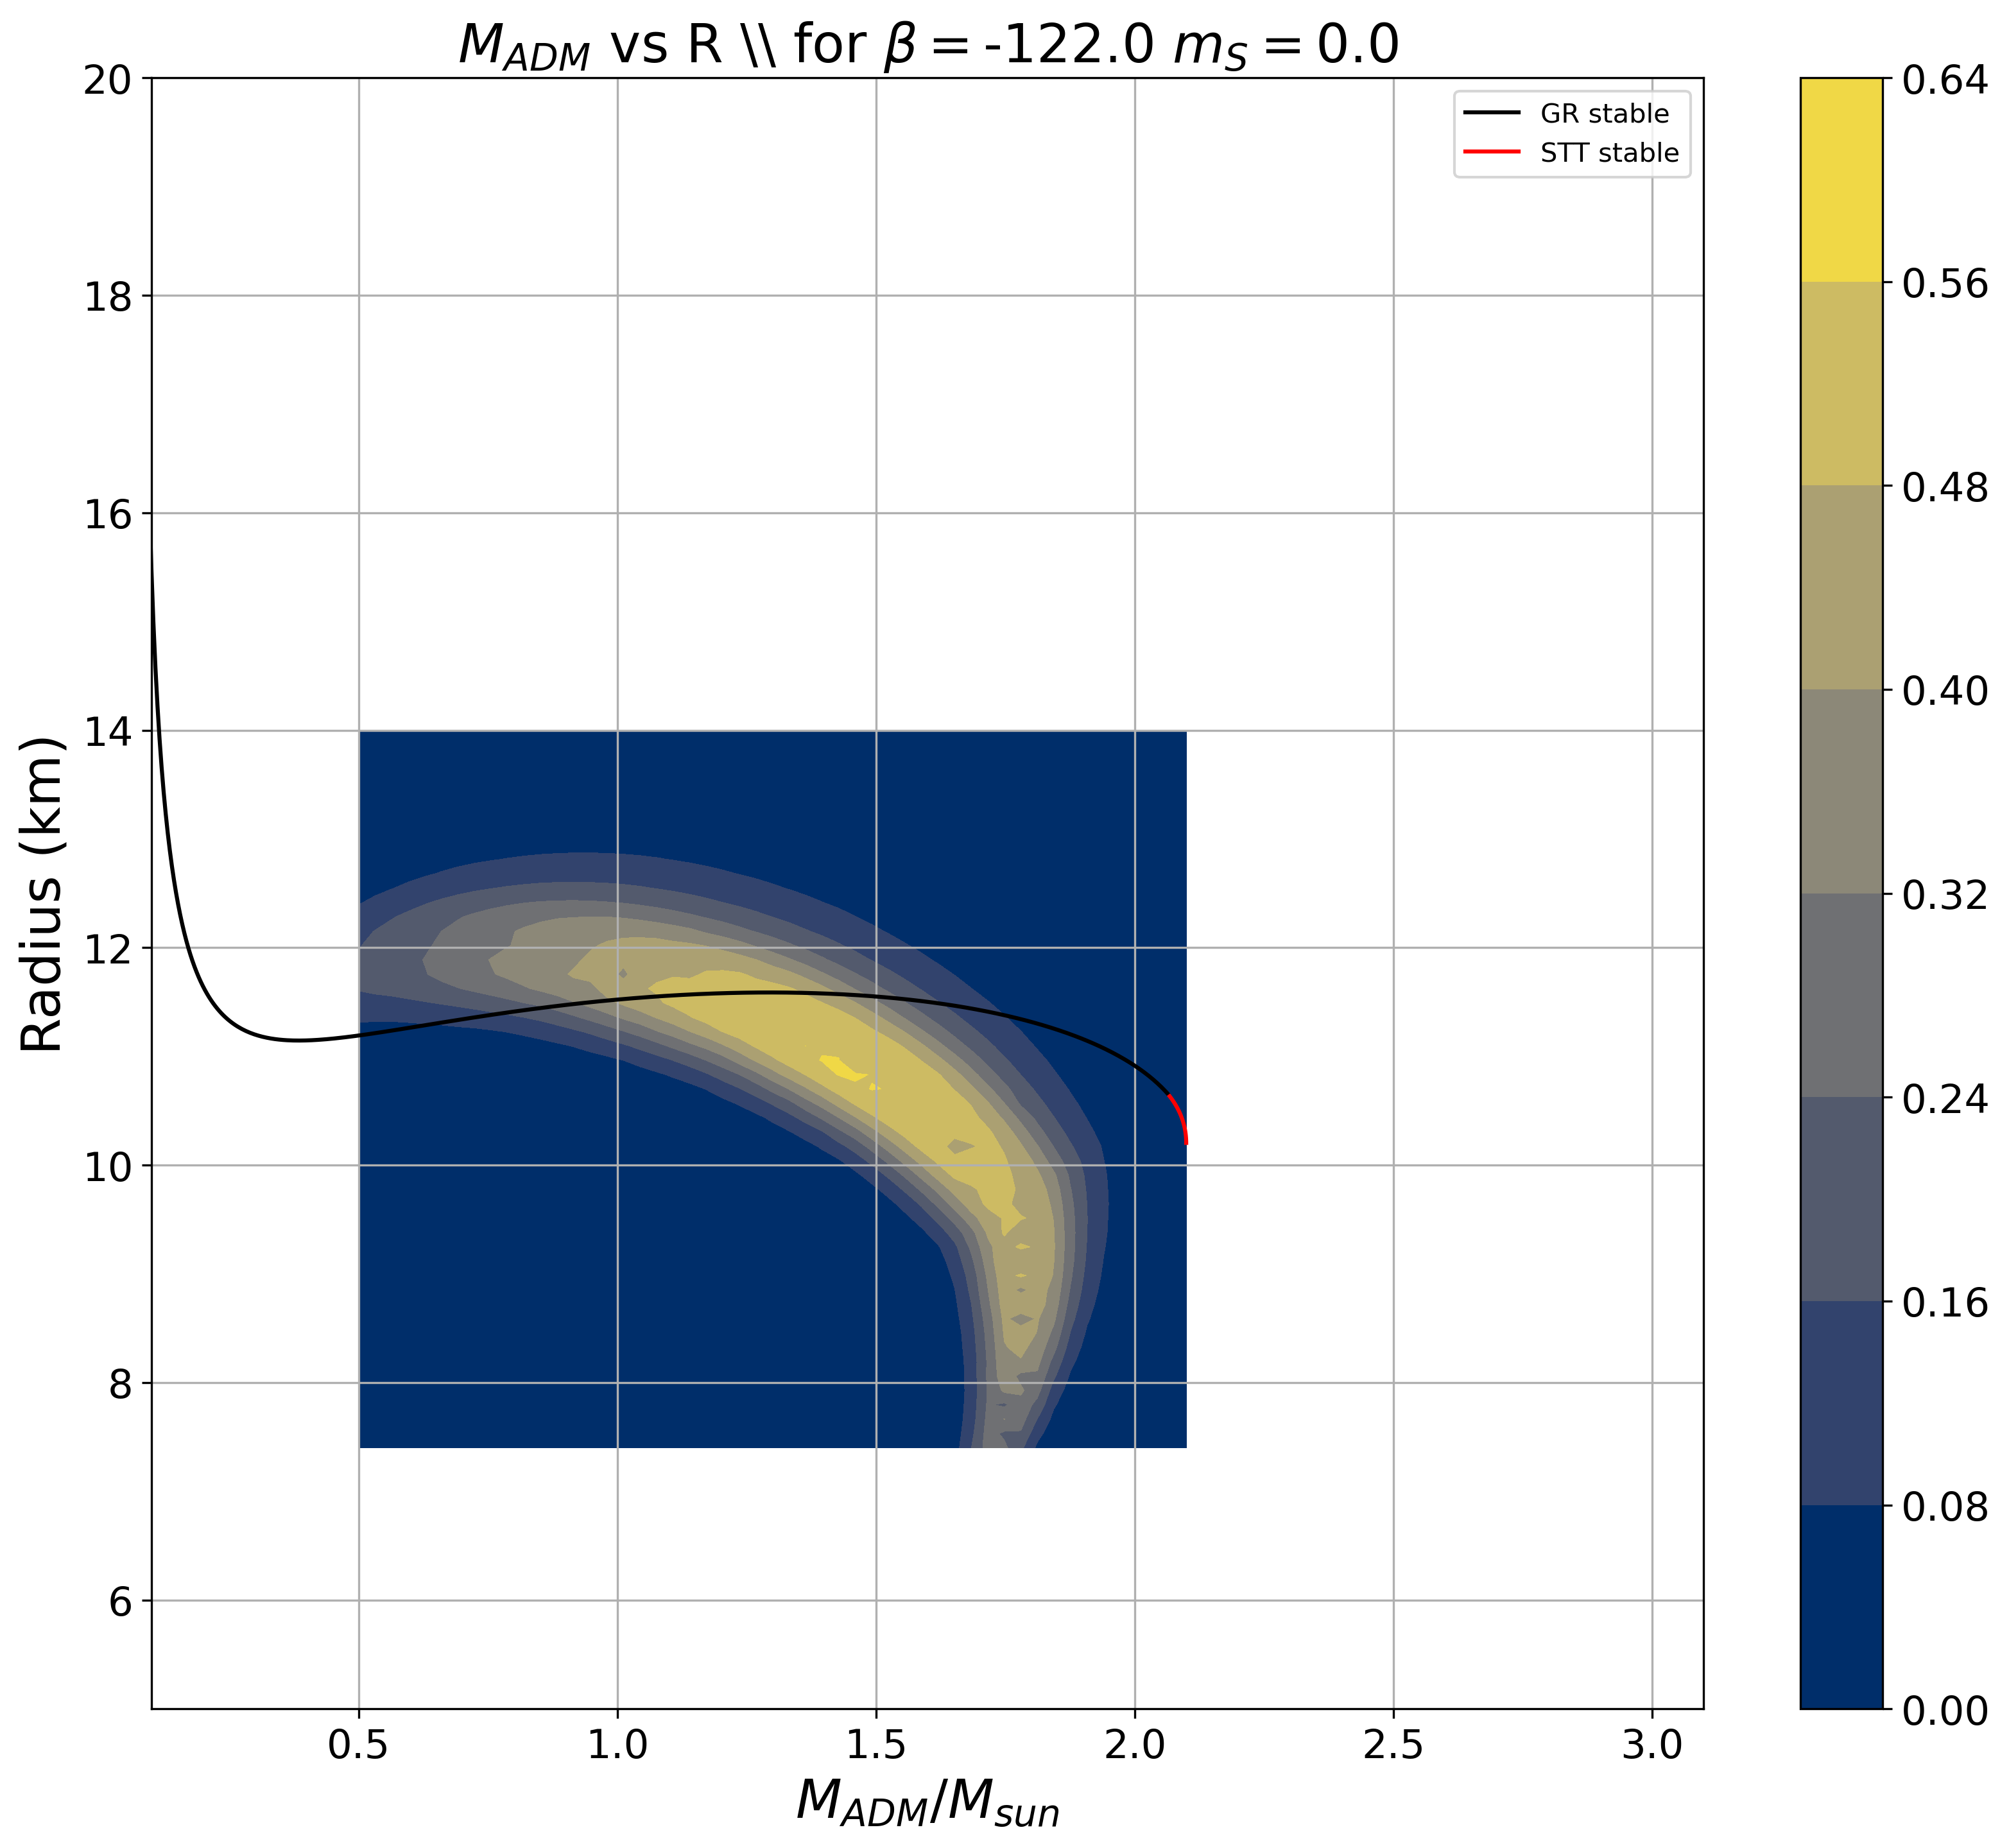 M_ADM vs R \\ for β = -122.0 m_S = 0.0
GR stable
STT stable
Radius (km)
20
18
16
14
12
10
8
6
0.5 1.0 1.5 2.0 2.5 3.0
M_ADM/M_sun
0.64
0.56
0.48
0.40
0.32
0.24
0.16
0.08
0.00